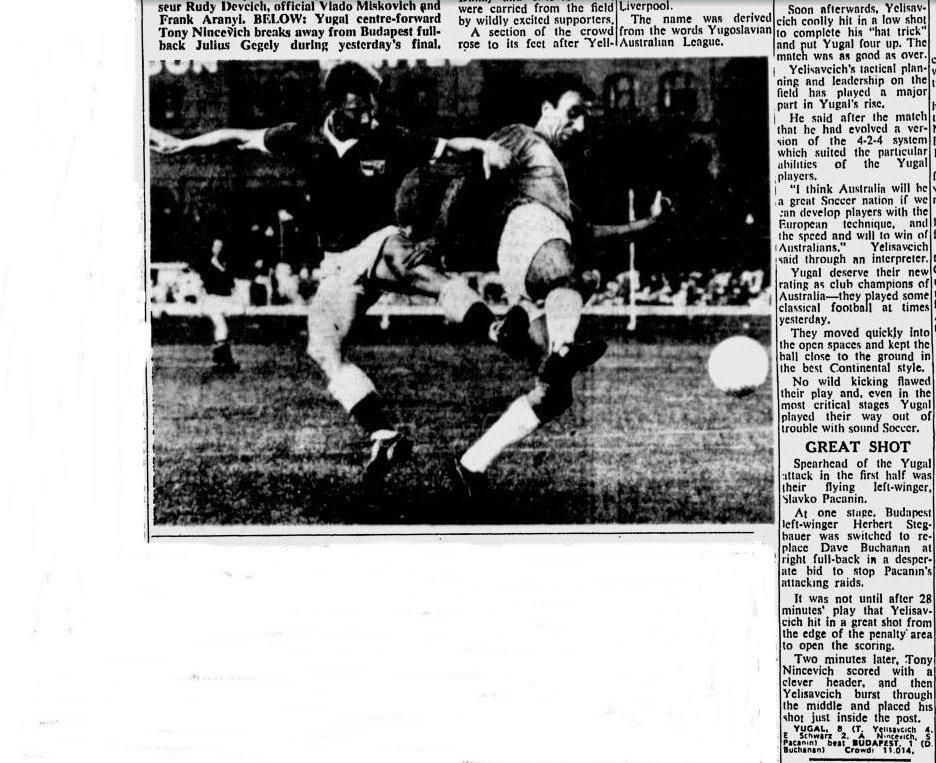 seur Rudy Devcich, official Vlado Miskovich and
Frank Aranyi. BELOW: Yugal centre-forward
Tony Nincevich breaks away from Budapest full-
back Julius Gegely during yesterday's final.
were carried from the field
by wildly excited supporters.
A section of the crowd
rose to its feet after "Yeli-
Liverpool.
The name was derived
from the words Yugoslavian
Australian League.
Soon afterwards, Yelisav-
cich coolly hit in a low shot
to complete his "hat trick"
and put Yugal four up. The
match was as good as over.
Yelisavcich's tactical plan-
ning and leadership on the
field has played a major
part in Yugal's rise.
He said after the match
that he had evolved a ver-
sion of the 4-2-4 system
which suited the particular
abilities of the Yugal
players.
"I think Australia will be
a great Soccer nation if we
can develop players with the
European technique, and
the speed and will to win of
Australians," Yelisavcich
said through an interpreter.
Yugal deserve their new
rating as club champions of
Australia—they played some
classical football at times
yesterday.
They moved quickly into
the open spaces and kept the
ball close to the ground in
the best Continental style.
No wild kicking flawed
their play and, even in the
most critical stages Yugal
played their way out of
trouble with sound Soccer.
GREAT SHOT
Spearhead of the Yugal
attack in the first half was
their flying left-winger,
Slavko Pacanin.
At one stage, Budapest
left-winger Herbert Steg-
bauer was switched to re-
place Dave Buchanan at
right full-back in a desper-
ate bid to stop Pacanin's
attacking raids.
It was not until after 28
minutes' play that Yelisav-
cich hit in a great shot from
the edge of the penalty area
to open the scoring.
Two minutes later, Tony
Nincevich scored with a
clever header, and then
Yelisavcich burst through
the middle and placed his
shot just inside the post.
YUGAL, 8 (T. Yelisavcich 4,
E Schwarz 2, A Nincevich, S
Pacanin) beat BUDAPEST, 1 (D
Buchanan) Crowd: 11,014.